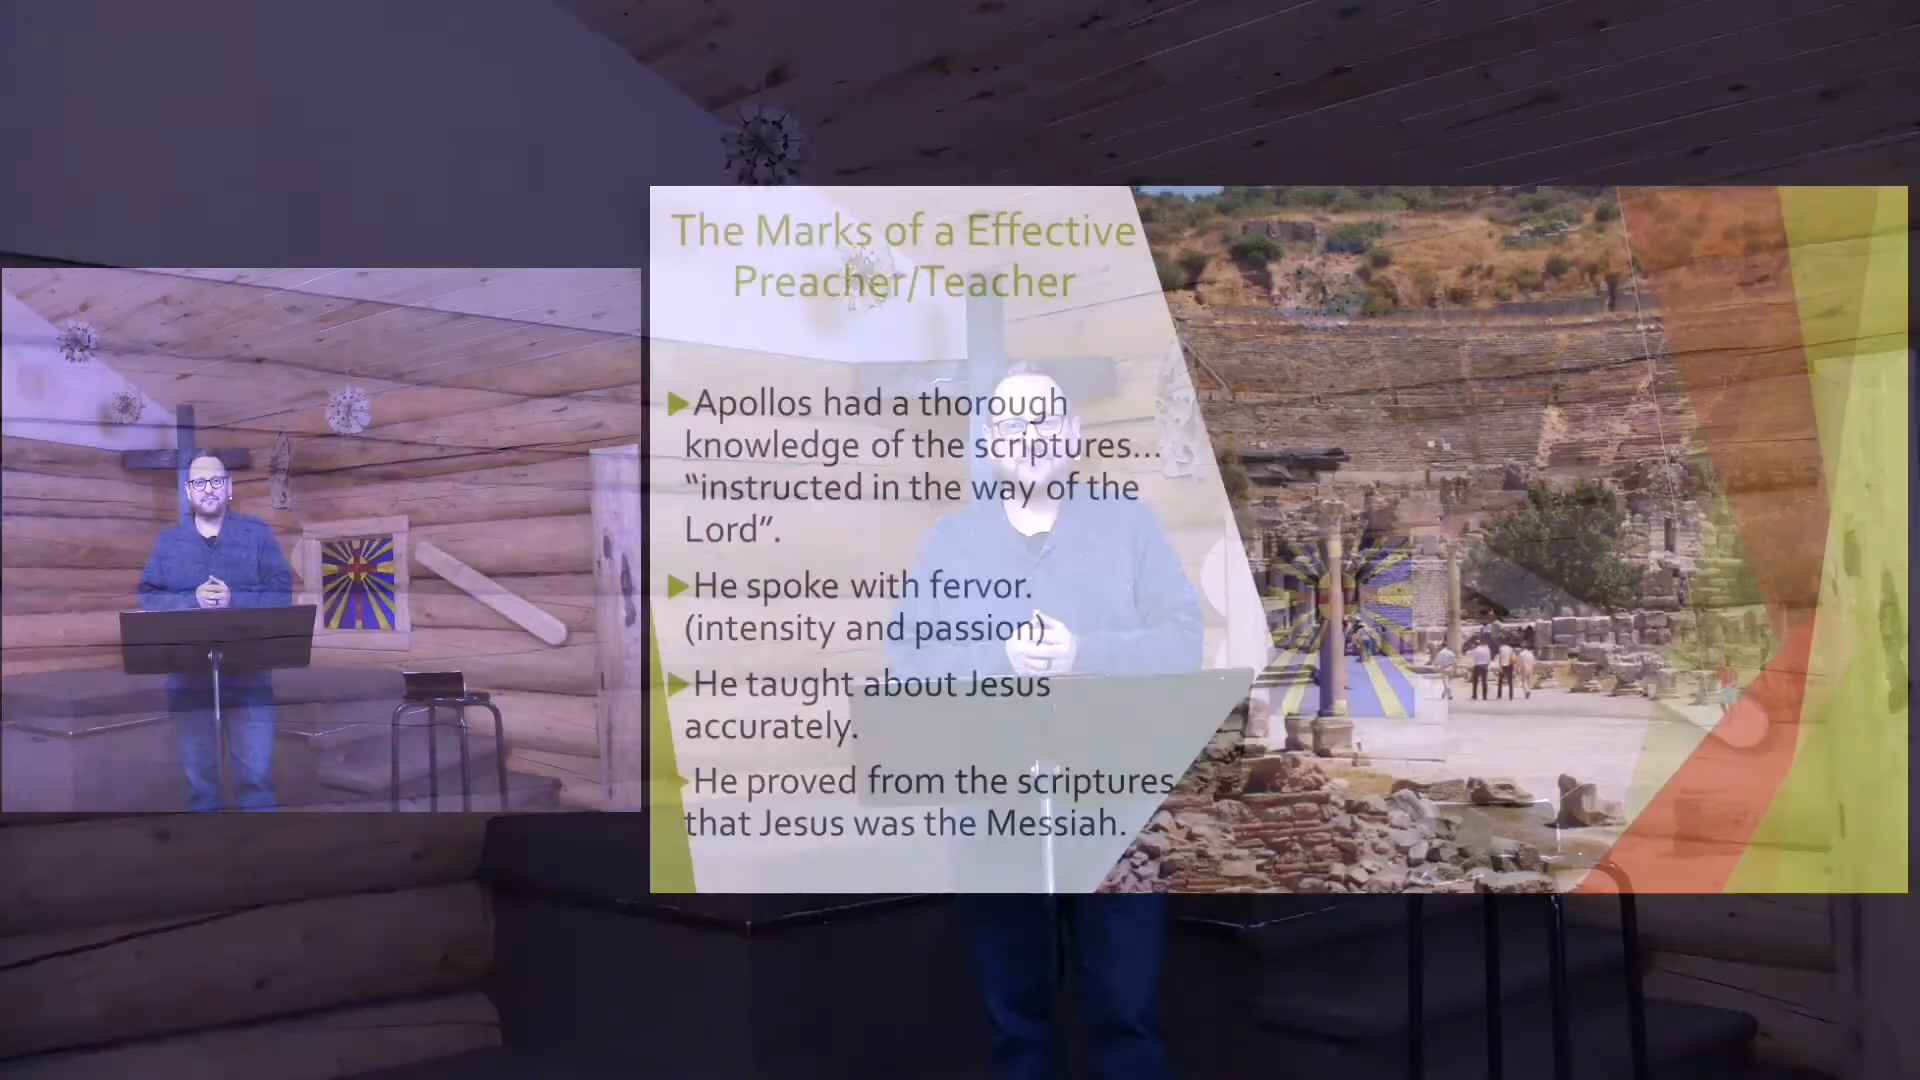 The Marks of a Effective
Preacher/Teacher
Apollos had a thorough
knowledge of the scriptures...
“instructed in the way of the
Lord”.
He spoke with fervor.
(intensity and passion)
He taught about Jesus
accurately.
He proved from the scriptures
that Jesus was the Messiah.